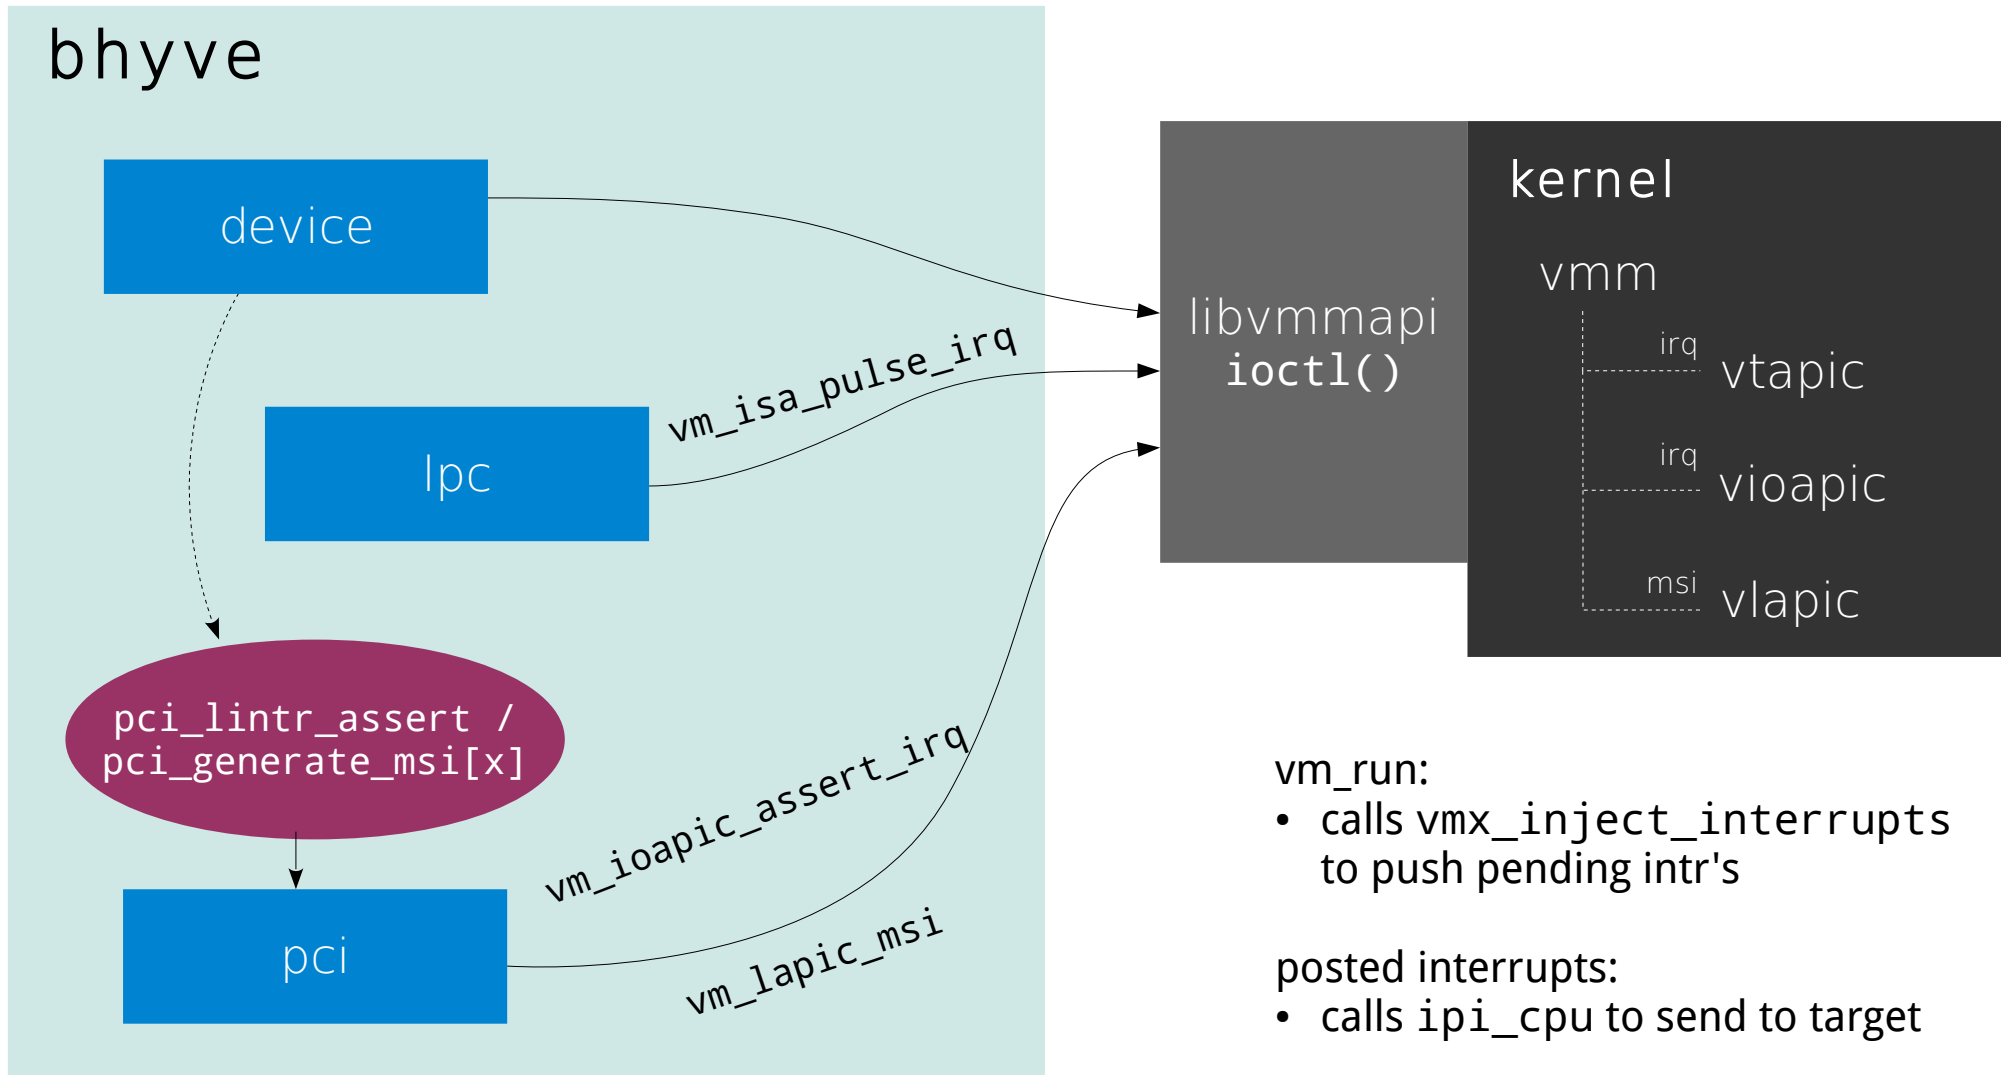 bhyve
device
lpc
pci_lintr_assert /
pci_generate_msi[x]
pci
vm_isa_pulse_irq
vm_ioapic_assert_irq
vm_lapic_msi
libvmmapi
ioctl()
kernel
vmm
irq
vtapic
irq
vioapic
msi
vlapic
vm_run:
• calls vmx_inject_interrupts
to push pending intr's
posted interrupts:
• calls ipi_cpu to send to target